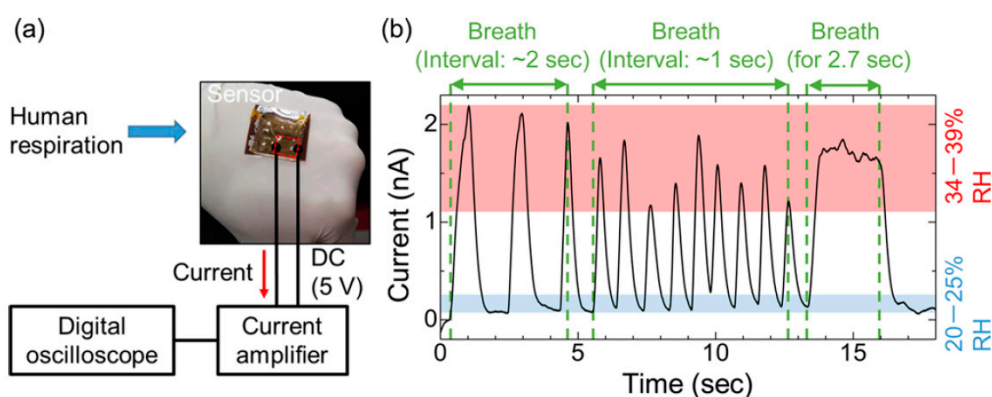 (a)
Human
respiration
Sensor
Current
DC
(5 V)
Digital
oscilloscope
Current
amplifier
(b)
Breath
(Interval: ~2 sec)
Breath
(Interval: ~1 sec)
Breath
(for 2.7 sec)
Current (nA)
2
1
0
0
5
10
15
Time (sec)
34−39%
RH
20−25%
RH